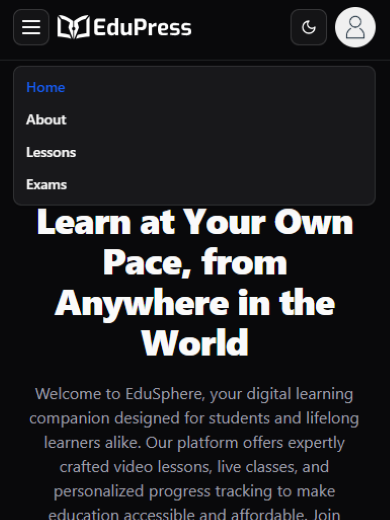 EduPress
Home
About
Lessons
Exams
Learn at Your Own
Pace, from
Anywhere in the
World
Welcome to EduSphere, your digital learning
companion designed for students and lifelong
learners alike. Our platform offers expertly
crafted video lessons, live classes, and
personalized progress tracking to make
education accessible and affordable. Join